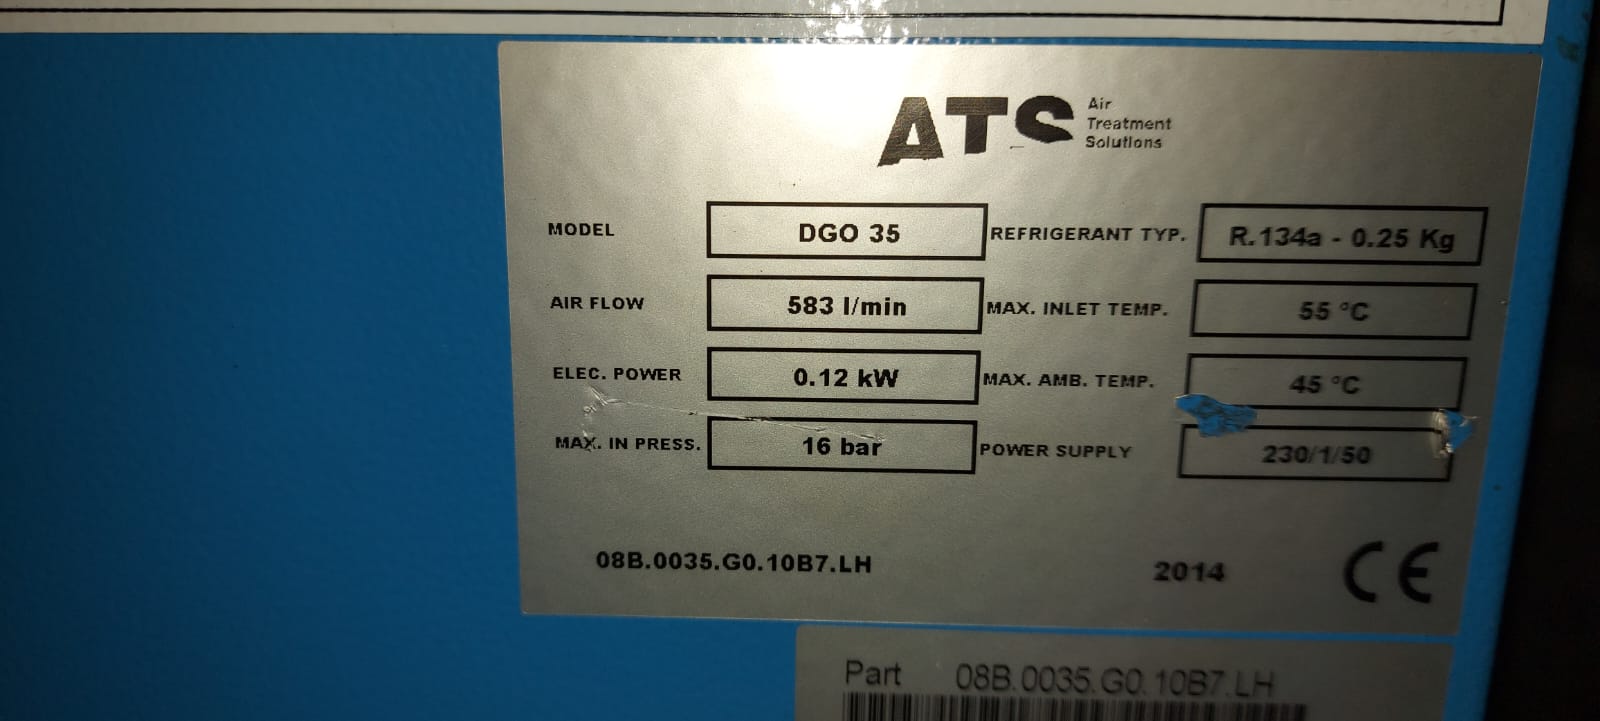 ATS
Air
Treatment
Solutions
MODEL DGO 35 REFRIGERANT TYP. R.134a - 0.25 Kg
AIR FLOW 583 l/min MAX. INLET TEMP. 55 °C
ELEC. POWER 0.12 kW MAX. AMB. TEMP. 45 °C
MAX. IN PRESS. 16 bar POWER SUPPLY 230/1/50
08B.0035.G0.10B7.LH 2014 CE
Part 08B.0035.G0.10B7.LH